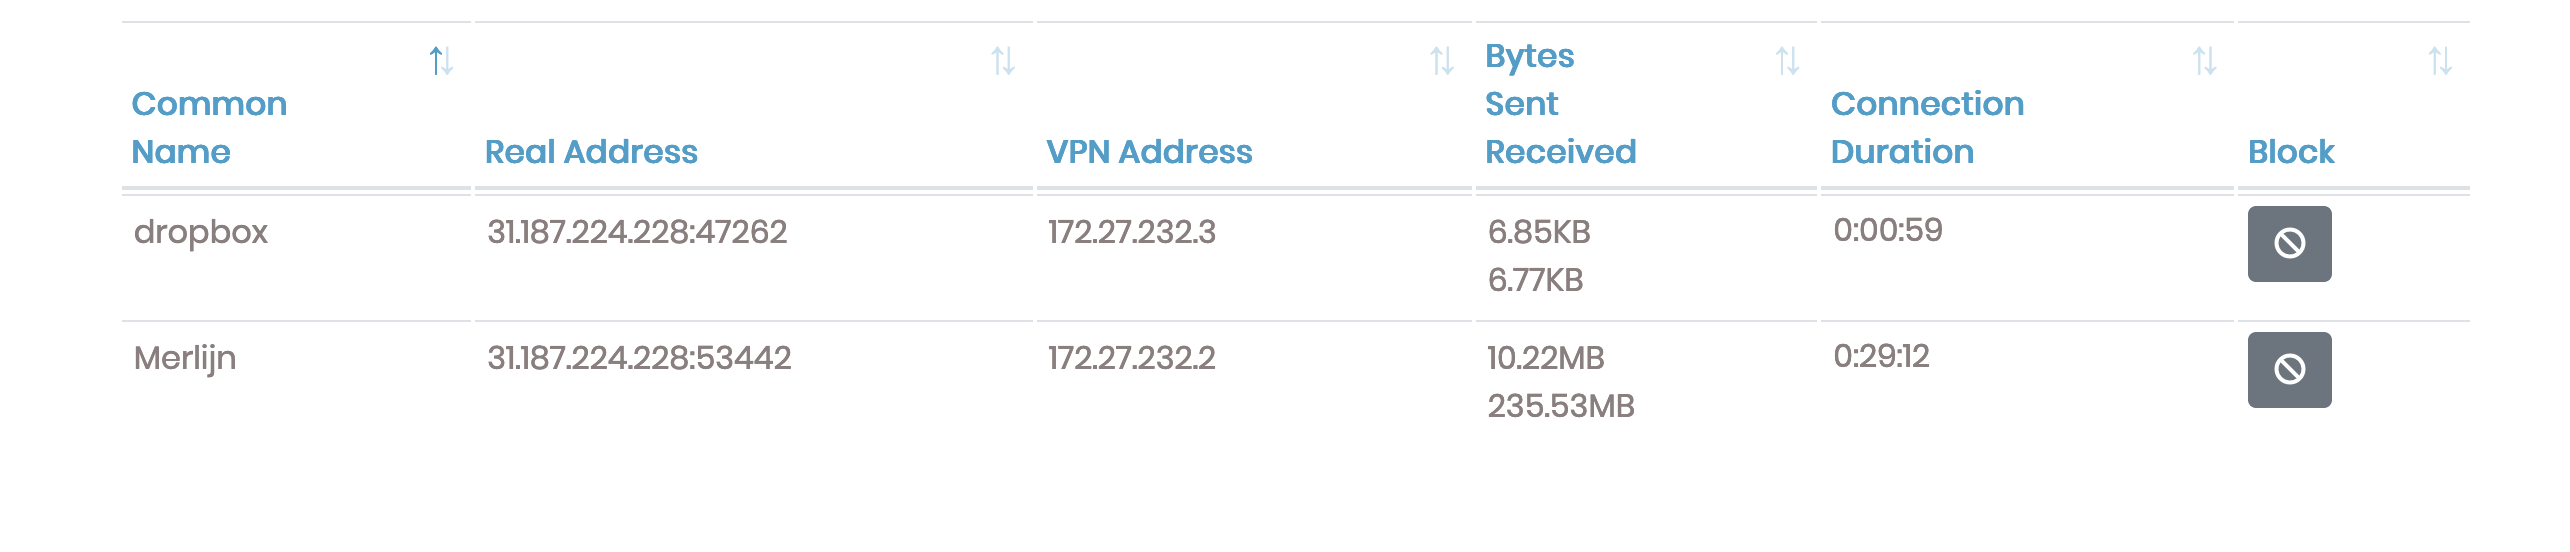 Common Name
Real Address
VPN Address
Bytes Sent Received
Connection Duration
Block
dropbox
31.187.224.228:47262
172.27.232.3
6.85KB
6.77KB
0:00:59
Merlijn
31.187.224.228:53442
172.27.232.2
10.22MB
235.53MB
0:29:12